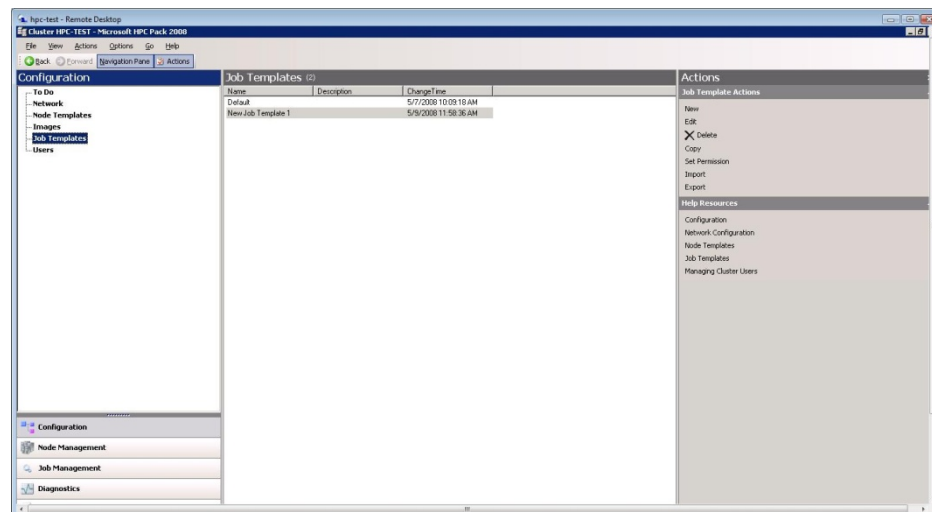 hpc-test - Remote Desktop
Cluster HPC-TEST - Microsoft HPC Pack 2008
File View Actions Options Go Help
Back Forward Navigation Pane Actions
Configuration
To Do
Network
Node Templates
Images
Job Templates
Users
Configuration
Node Management
Job Management
Diagnostics
Job Templates (2)
Name Description ChangeTime
Default 5/7/2008 10:09:18 AM
New Job Template 1 5/9/2008 11:58:36 AM
Actions
Job Template Actions
New
Edit
Delete
Copy
Set Permission
Import
Export
Help Resources
Configuration
Network Configuration
Node Templates
Job Templates
Managing Cluster Users